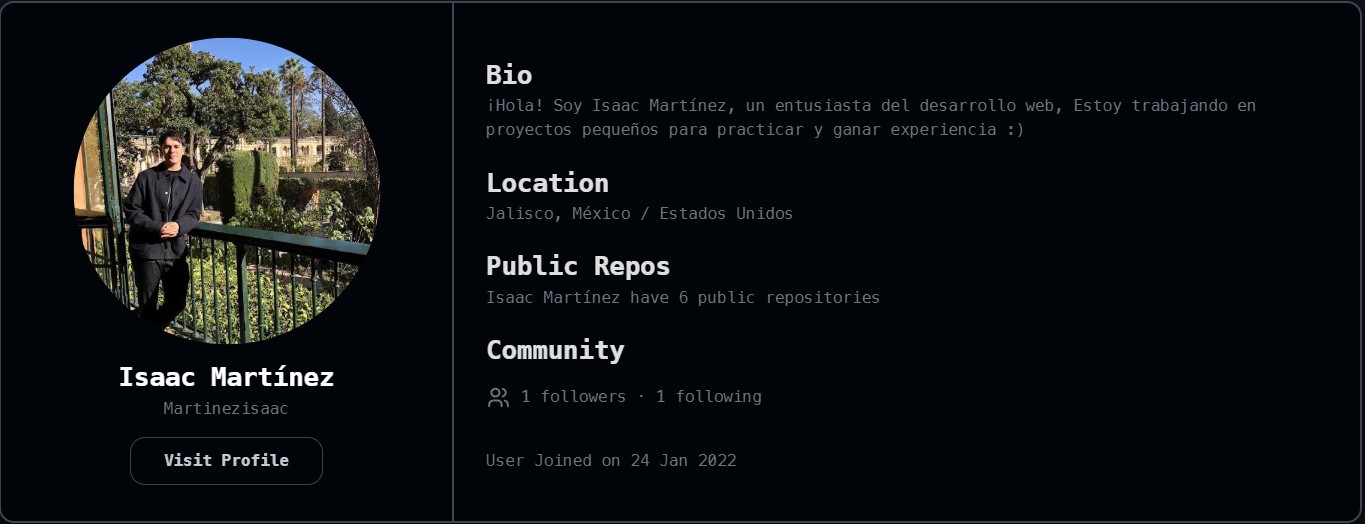 Isaac Martínez
Martinezisaac
Visit Profile
Bio
¡Hola! Soy Isaac Martínez, un entusiasta del desarrollo web, Estoy trabajando en
proyectos pequeños para practicar y ganar experiencia :)
Location
Jalisco, México / Estados Unidos
Public Repos
Isaac Martínez have 6 public repositories
Community
1 followers · 1 following
User Joined on 24 Jan 2022